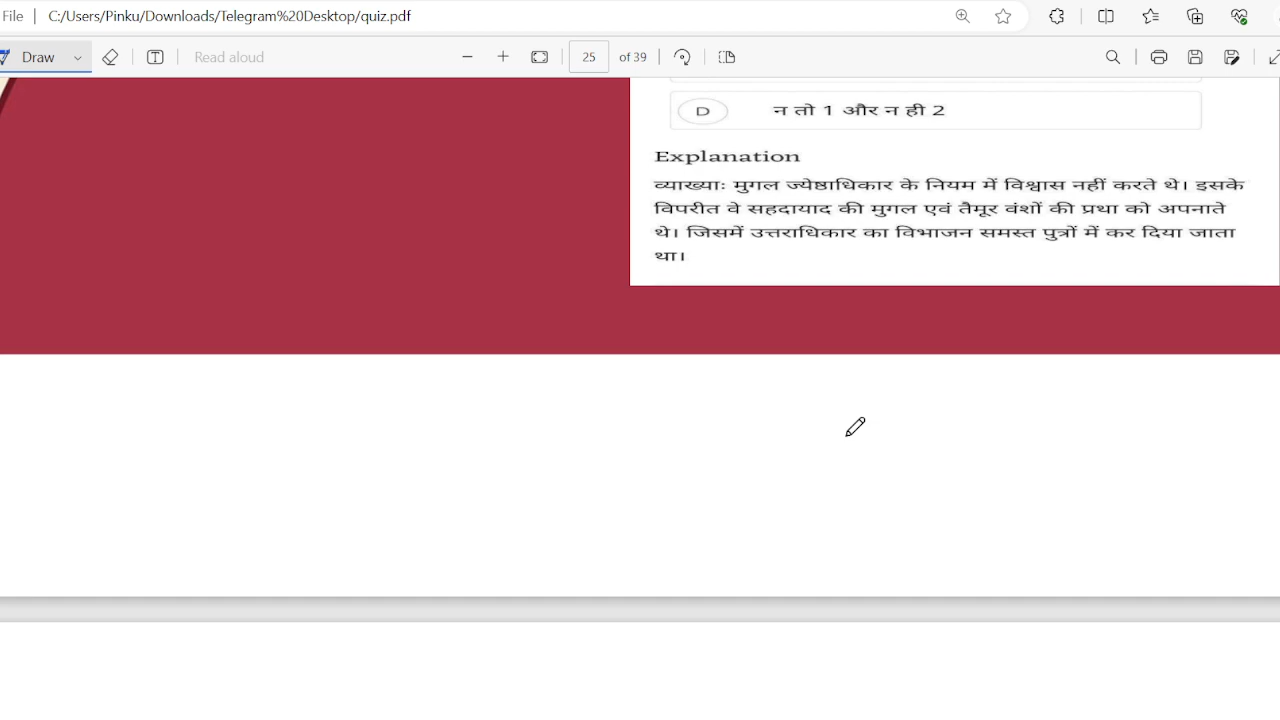 File | C:/Users/Pinku/Downloads/Telegram%20Desktop/quiz.pdf
Draw Read aloud 25 of 39
D न तो 1 और न ही 2
Explanation
व्याख्याः मुगल ज्येष्ठाधिकार के नियम में विश्वास नहीं करते थे। इसके
विपरीत वे सहदायाद की मुगल एवं तैमूर वंशों की प्रथा को अपनाते
थे। जिसमें उत्तराधिकार का विभाजन समस्त पुत्रों में कर दिया जाता
था।